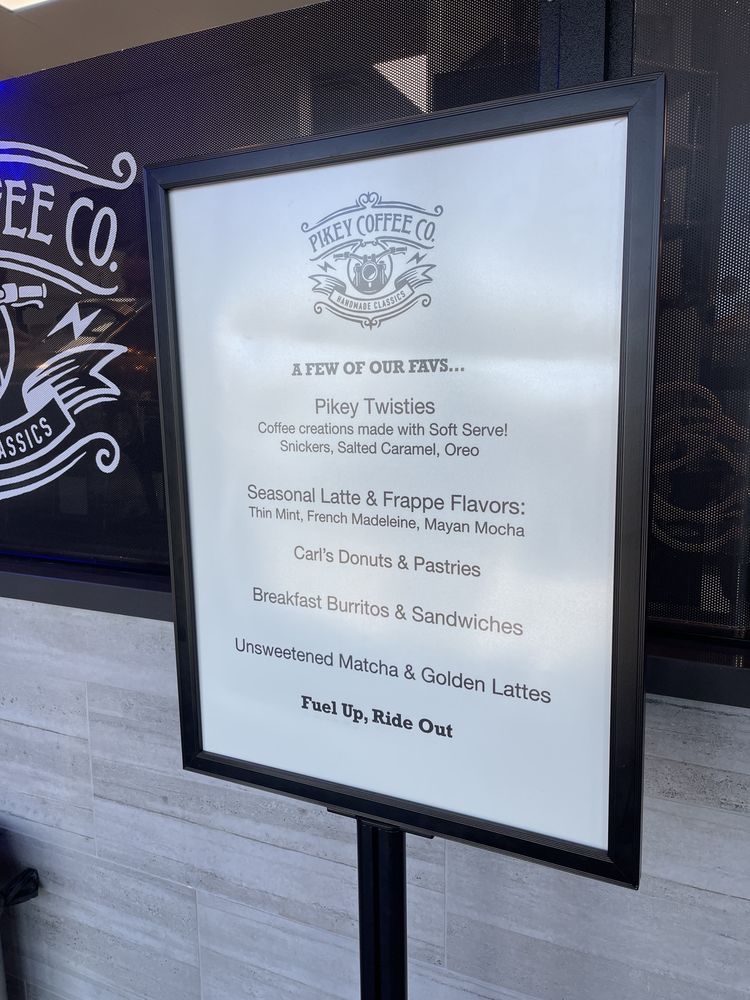 FEE CO.
ASSICS
PIKEY COFFEE CO.
HANDMADE CLASSICS
A FEW OF OUR FAVS...
Pikey Twisties
Coffee creations made with Soft Serve!
Snickers, Salted Caramel, Oreo
Seasonal Latte & Frappe Flavors:
Thin Mint, French Madeleine, Mayan Mocha
Carl's Donuts & Pastries
Breakfast Burritos & Sandwiches
Unsweetened Matcha & Golden Lattes
Fuel Up, Ride Out